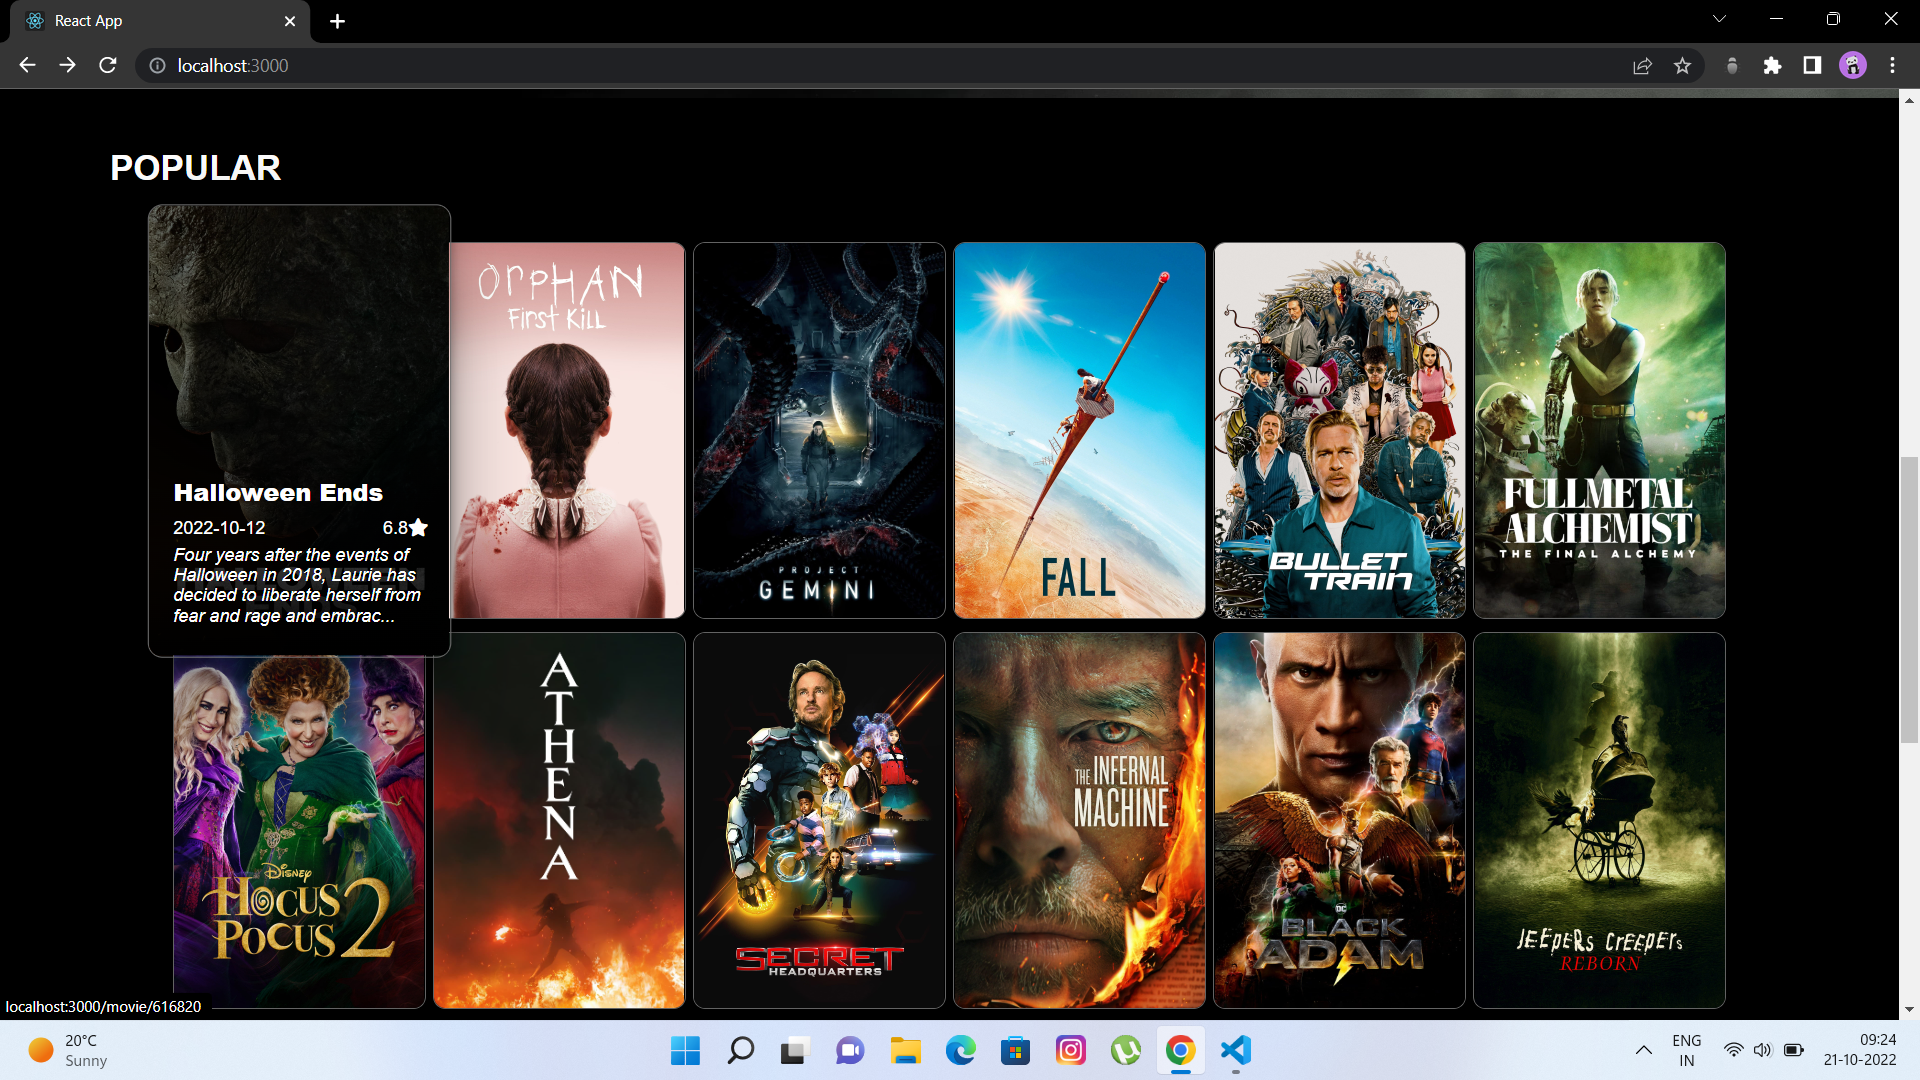 React App
localhost:3000
POPULAR
Halloween Ends
2022-10-12 6.8
Four years after the events of
Halloween in 2018, Laurie has
decided to liberate herself from
fear and rage and embrac...
ORPHAN
First Kill
PROJECT
GEMINI
FALL
BULLET
TRAIN
FULLMETAL
ALCHEMIST
THE FINAL ALCHEMY
Disney
HOCUS
POCUS 2
ATHENA
SECRET
HEADQUARTERS
THE INFERNAL
MACHINE
DC
BLACK
ADAM
JEEPERS CREEPERS
REBORN
localhost:3000/movie/616820
20°C
Sunny
ENG
IN
09:24
21-10-2022